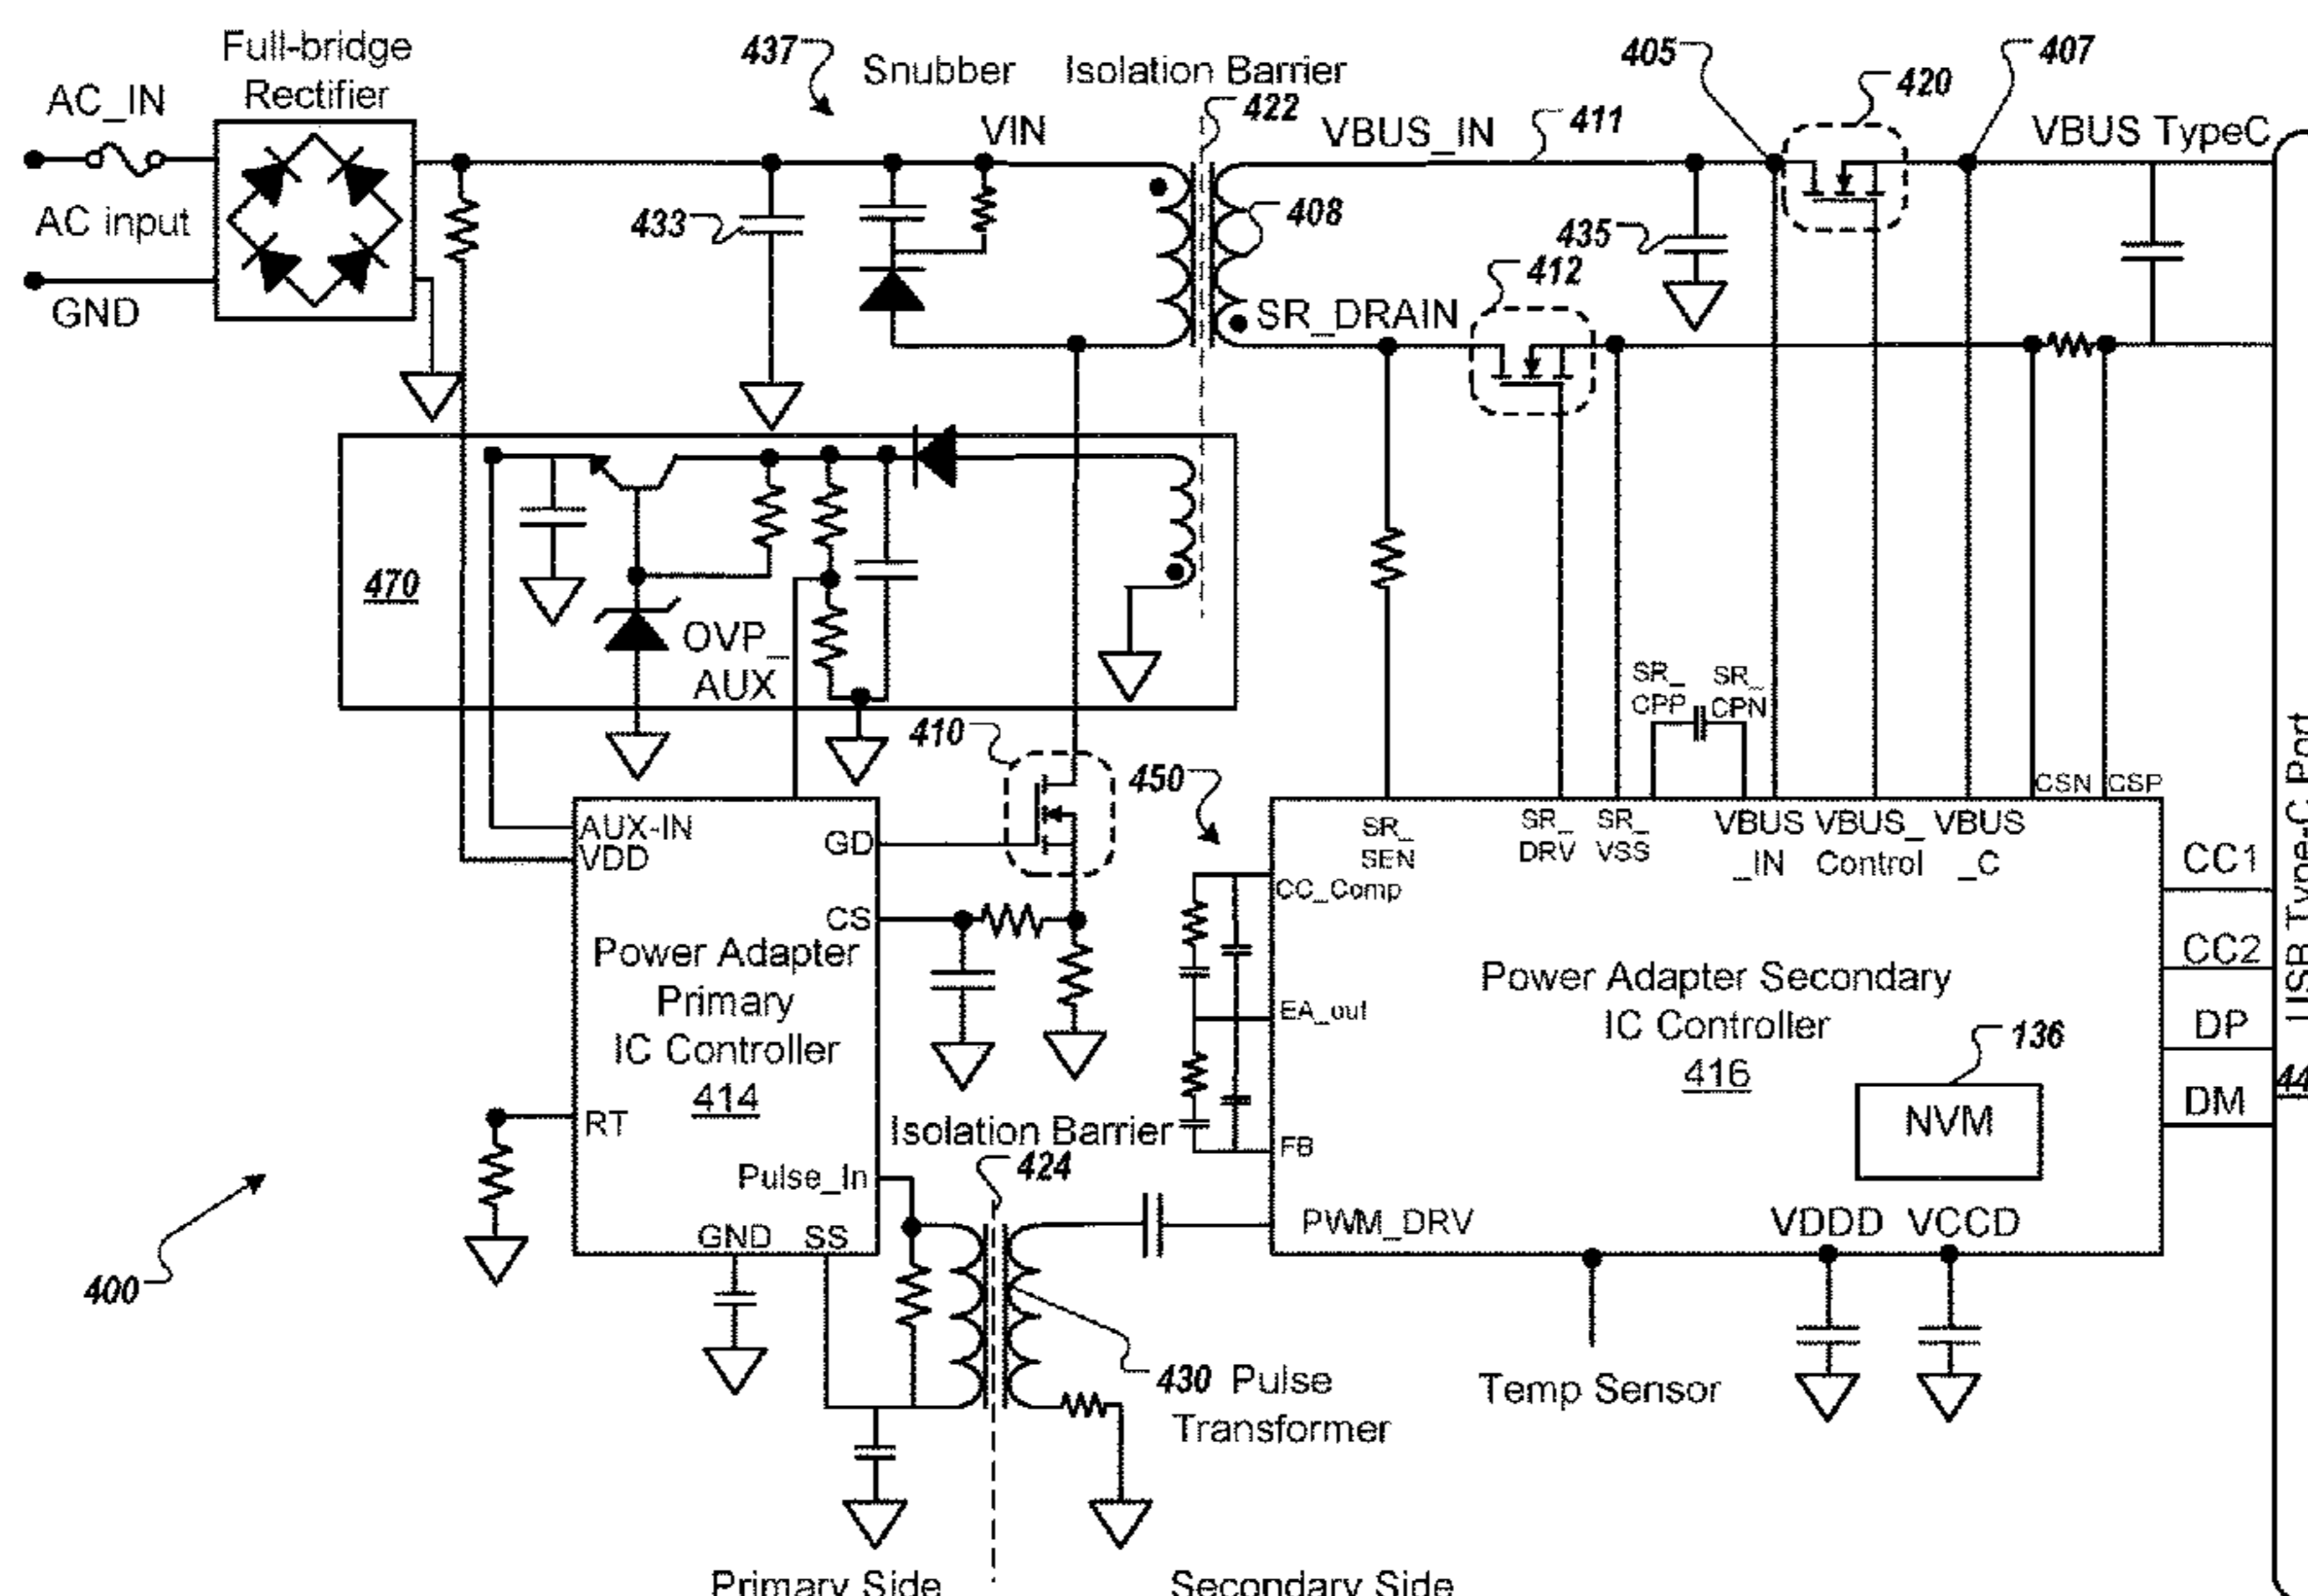 Full-bridge
Rectifier
AC_IN
AC input
GND
437
Snubber
Isolation Barrier
422
VIN
433
VBUS_IN
411
408
405
420
407
VBUS TypeC
435
412
SR_DRAIN
470
OVP_
AUX
410
450
AUX-IN
VDD
GD
CS
Power Adapter
Primary
IC Controller
414
RT
Pulse_In
GND
SS
SR_
CPP
SR_
CPN
CSN
CSP
SR_
SEN
SR_
DRV
SR_
VSS
VBUS
_IN
VBUS_
Control
VBUS
_C
CC_Comp
EA_out
FB
PWM_DRV
Power Adapter Secondary
IC Controller
416
136
NVM
VDDD
VCCD
CC1
CC2
DP
DM
USB Type-C Port
44
Isolation Barrier
424
430 Pulse
Transformer
Temp Sensor
400
Primary Side
Secondary Side